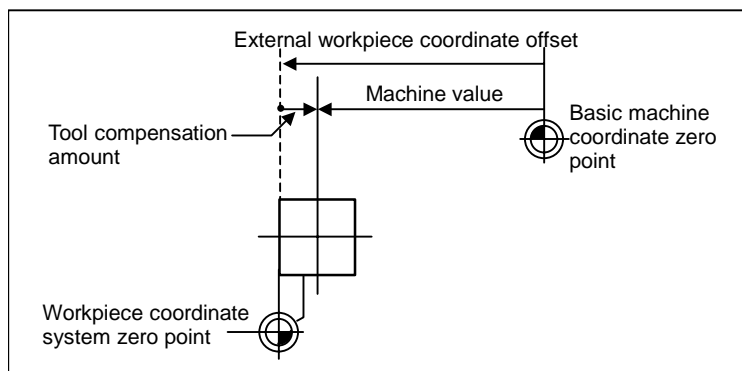 External workpiece coordinate offset
Machine value
Tool compensation
amount
Basic machine
coordinate zero
point
Workpiece coordinate
system zero point